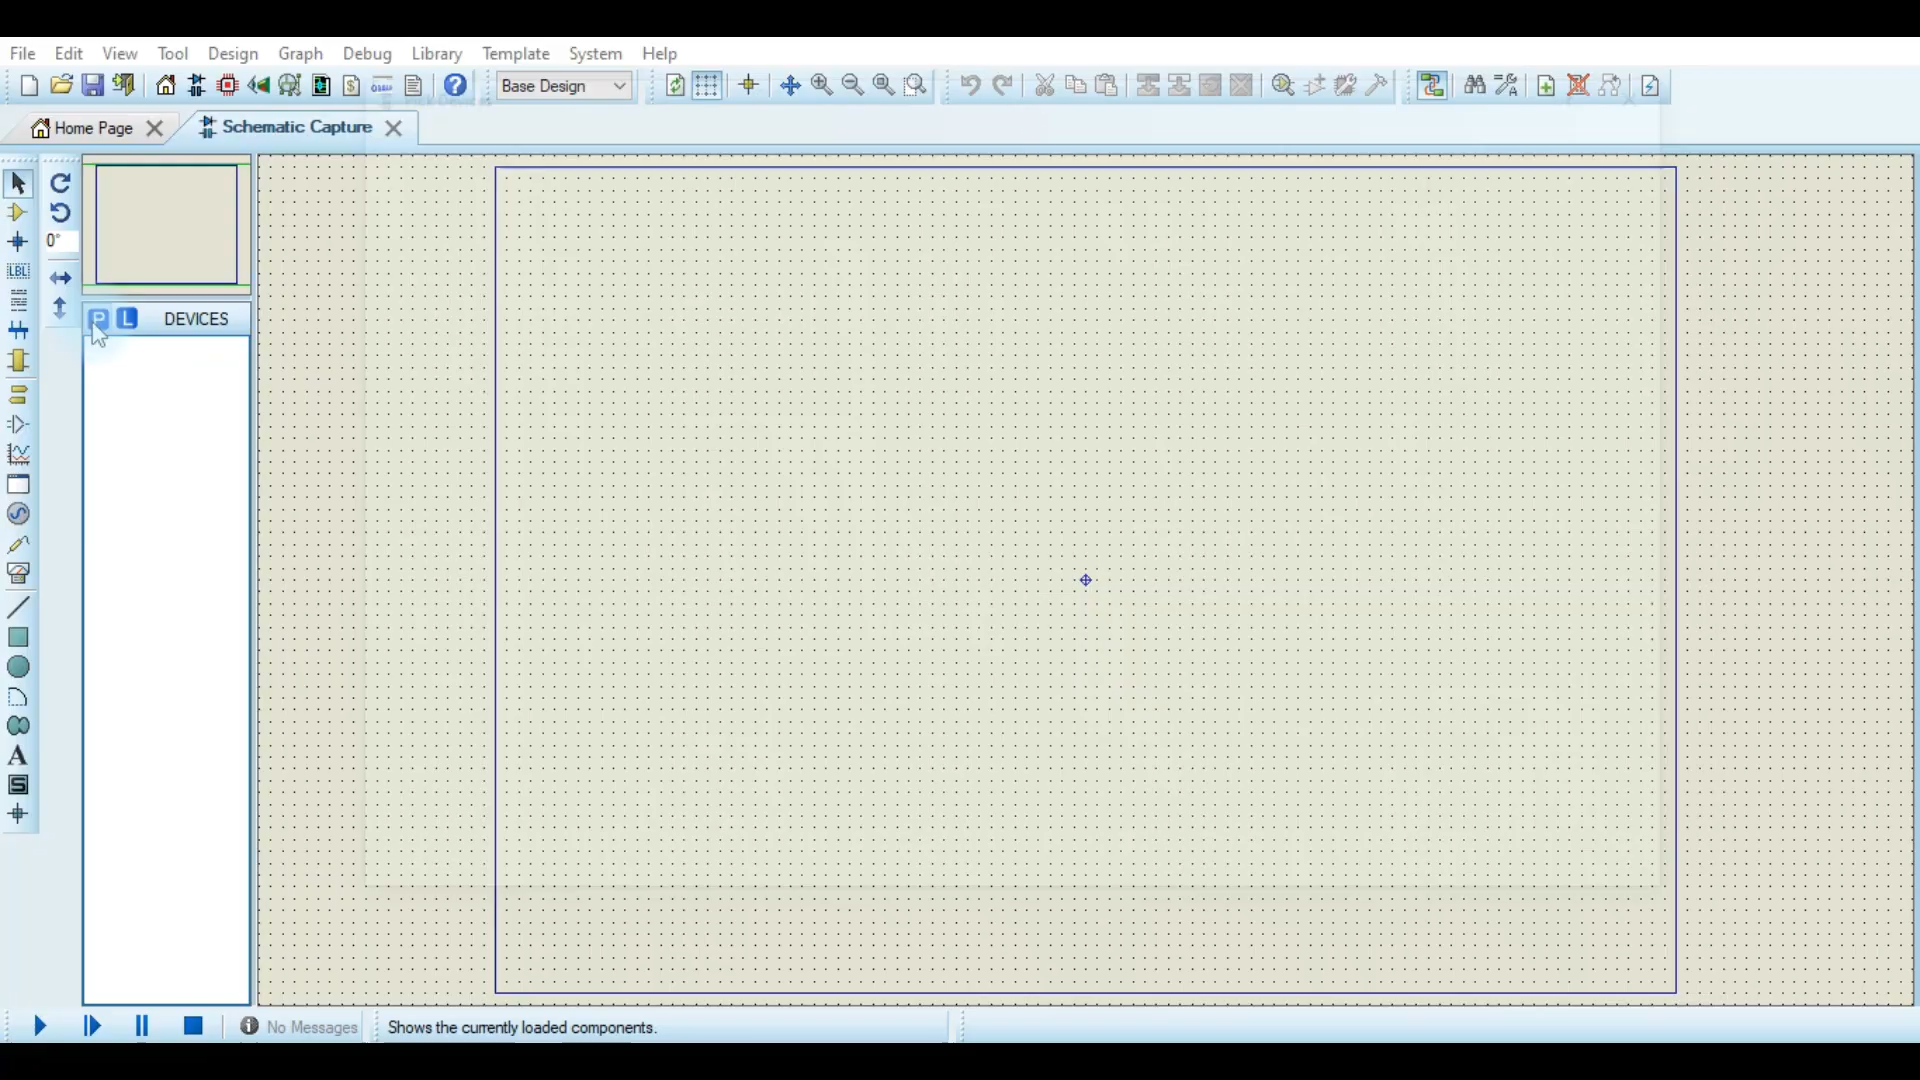 File Edit View Tool Design Graph Debug Library Template System Help
$ ? Base Design
Home Page Schematic Capture
0°
LBL
P L DEVICES
A
S
No Messages Shows the currently loaded components.